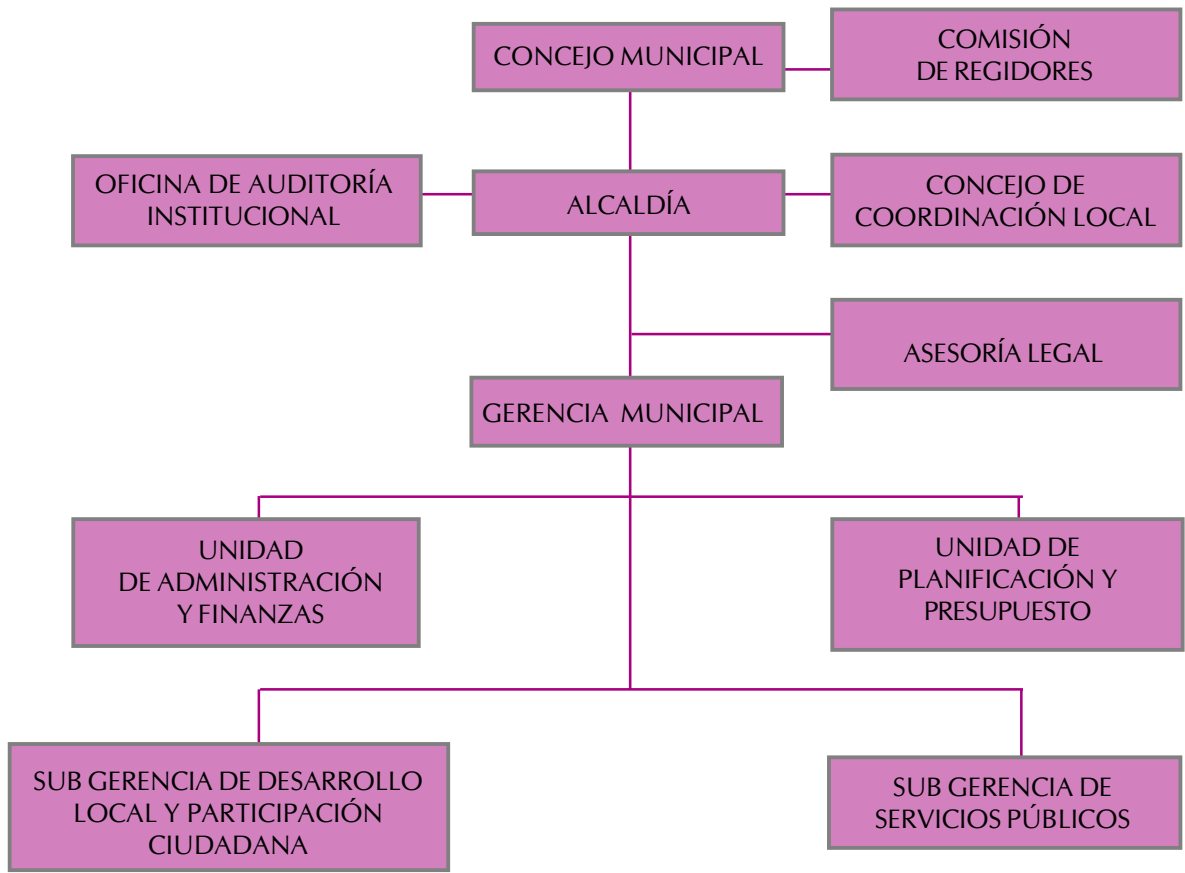 CONCEJO MUNICIPAL
COMISIÓN
DE REGIDORES
OFICINA DE AUDITORÍA
INSTITUCIONAL
ALCALDÍA
CONCEJO DE
COORDINACIÓN LOCAL
ASESORÍA LEGAL
GERENCIA MUNICIPAL
UNIDAD
DE ADMINISTRACIÓN
Y FINANZAS
UNIDAD DE
PLANIFICACIÓN Y
PRESUPUESTO
SUB GERENCIA DE DESARROLLO
LOCAL Y PARTICIPACIÓN
CIUDADANA
SUB GERENCIA DE
SERVICIOS PÚBLICOS